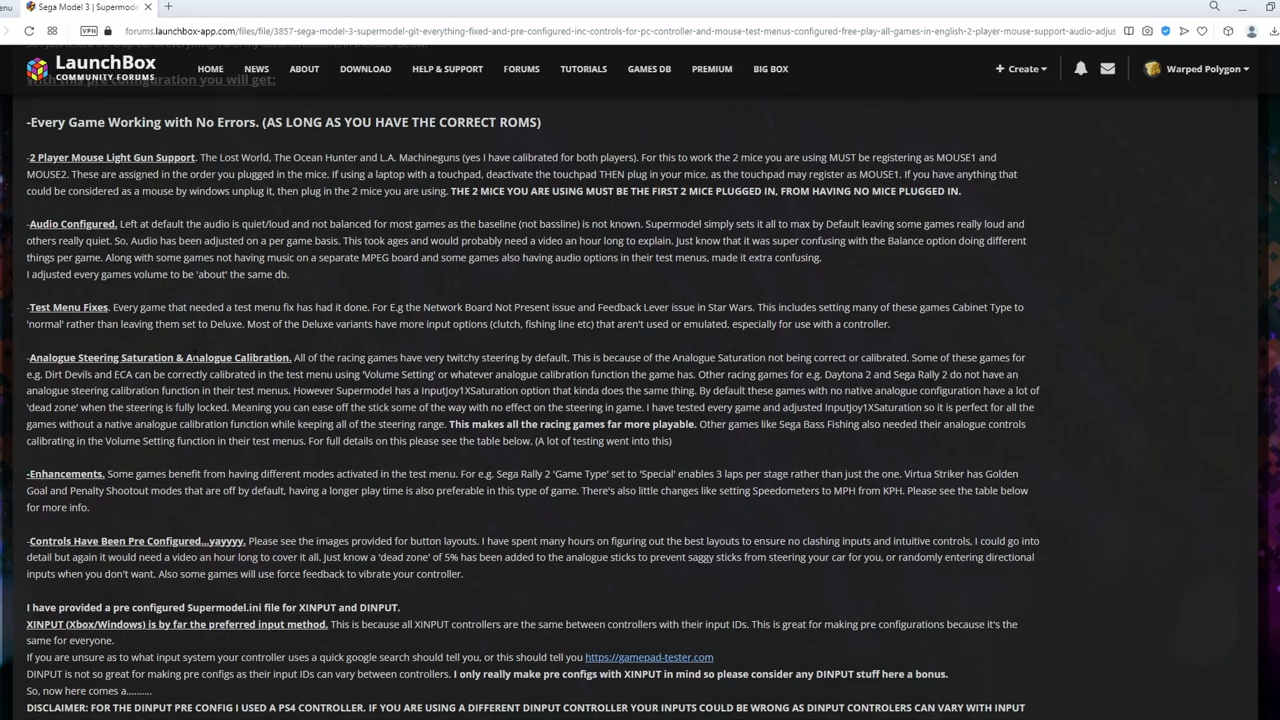 enu
Sega Model 3 | Supermode
VPN
forums.launchbox-app.com/files/file/3857-sega-model-3-supermodel-git-everything-fixed-and-pre-configured-inc-controls-for-pc-controller-and-mouse-test-menus-configured-free-play-all-games-in-english-2-player-mouse-support-audio-adjus
LaunchBox
COMMUNITY FORUMS
HOME NEWS ABOUT DOWNLOAD HELP & SUPPORT FORUMS TUTORIALS GAMES DB PREMIUM BIG BOX
+ Create
Warped Polygon
With this pre configuration you will get:
-Every Game Working with No Errors. (AS LONG AS YOU HAVE THE CORRECT ROMS)
-2 Player Mouse Light Gun Support. The Lost World, The Ocean Hunter and L.A. Machineguns (yes I have calibrated for both players). For this to work the 2 mice you are using MUST be registering as MOUSE1 and
MOUSE2. These are assigned in the order you plugged in the mice. If using a laptop with a touchpad, deactivate the touchpad THEN plug in your mice, as the touchpad may register as MOUSE1. If you have anything that
could be considered as a mouse by windows unplug it, then plug in the 2 mice you are using. THE 2 MICE YOU ARE USING MUST BE THE FIRST 2 MICE PLUGGED IN, FROM HAVING NO MICE PLUGGED IN.
-Audio Configured. Left at default the audio is quiet/loud and not balanced for most games as the baseline (not bassline) is not known. Supermodel simply sets it all to max by Default leaving some games really loud and
others really quiet. So, Audio has been adjusted on a per game basis. This took ages and would probably need a video an hour long to explain. Just know that it was super confusing with the Balance option doing different
things per game. Along with some games not having music on a separate MPEG board and some games also having audio options in their test menus, made it extra confusing.
I adjusted every games volume to be 'about' the same db.
-Test Menu Fixes. Every game that needed a test menu fix has had it done. For E.g the Network Board Not Present issue and Feedback Lever issue in Star Wars. This includes setting many of these games Cabinet Type to
'normal' rather than leaving them set to Deluxe. Most of the Deluxe variants have more input options (clutch, fishing line etc) that aren't used or emulated, especially for use with a controller.
-Analogue Steering Saturation & Analogue Calibration. All of the racing games have very twitchy steering by default. This is because of the Analogue Saturation not being correct or calibrated. Some of these games for
e.g. Dirt Devils and ECA can be correctly calibrated in the test menu using 'Volume Setting' or whatever analogue calibration function the game has. Other racing games for e.g. Daytona 2 and Sega Rally 2 do not have an
analogue steering calibration function in their test menus. However Supermodel has a InputJoy1XSaturation option that kinda does the same thing. By default these games with no native analogue configuration have a lot of
'dead zone' when the steering is fully locked. Meaning you can ease off the stick some of the way with no effect on the steering in game. I have tested every game and adjusted InputJoy1XSaturation so it is perfect for all the
games without a native analogue calibration function while keeping all of the steering range. This makes all the racing games far more playable. Other games like Sega Bass Fishing also needed their analogue controls
calibrating in the Volume Setting function in their test menus. For full details on this please see the table below. (A lot of testing went into this)
-Enhancements. Some games benefit from having different modes activated in the test menu. For e.g. Sega Rally 2 'Game Type' set to 'Special' enables 3 laps per stage rather than just the one. Virtua Striker has Golden
Goal and Penalty Shootout modes that are off by default, having a longer play time is also preferable in this type of game. There's also little changes like setting Speedometers to MPH from KPH. Please see the table below
for more info.
-Controls Have Been Pre Configured...yayyyy. Please see the images provided for button layouts. I have spent many hours on figuring out the best layouts to ensure no clashing inputs and intuitive controls, I could go into
detail but again it would need a video an hour long to cover it all. Just know a 'dead zone' of 5% has been added to the analogue sticks to prevent saggy sticks from steering your car for you, or randomly entering directional
inputs when you don't want. Also some games will use force feedback to vibrate your controller.
I have provided a pre configured Supermodel.ini file for XINPUT and DINPUT.
XINPUT (Xbox/Windows) is by far the preferred input method. This is because all XINPUT controllers are the same between controllers with their input IDs. This is great for making pre configurations because it's the
same for everyone.
If you are unsure as to what input system your controller uses a quick google search should tell you, or this should tell you https://gamepad-tester.com
DINPUT is not so great for making pre configs as their input IDs can vary between controllers. I only really make pre configs with XINPUT in mind so please consider any DINPUT stuff here a bonus.
So, now here comes a..........
DISCLAIMER: FOR THE DINPUT PRE CONFIG I USED A PS4 CONTROLLER. IF YOU ARE USING A DIFFERENT DINPUT CONTROLLER YOUR INPUTS COULD BE WRONG AS DINPUT CONTROLERS CAN VARY WITH INPUT